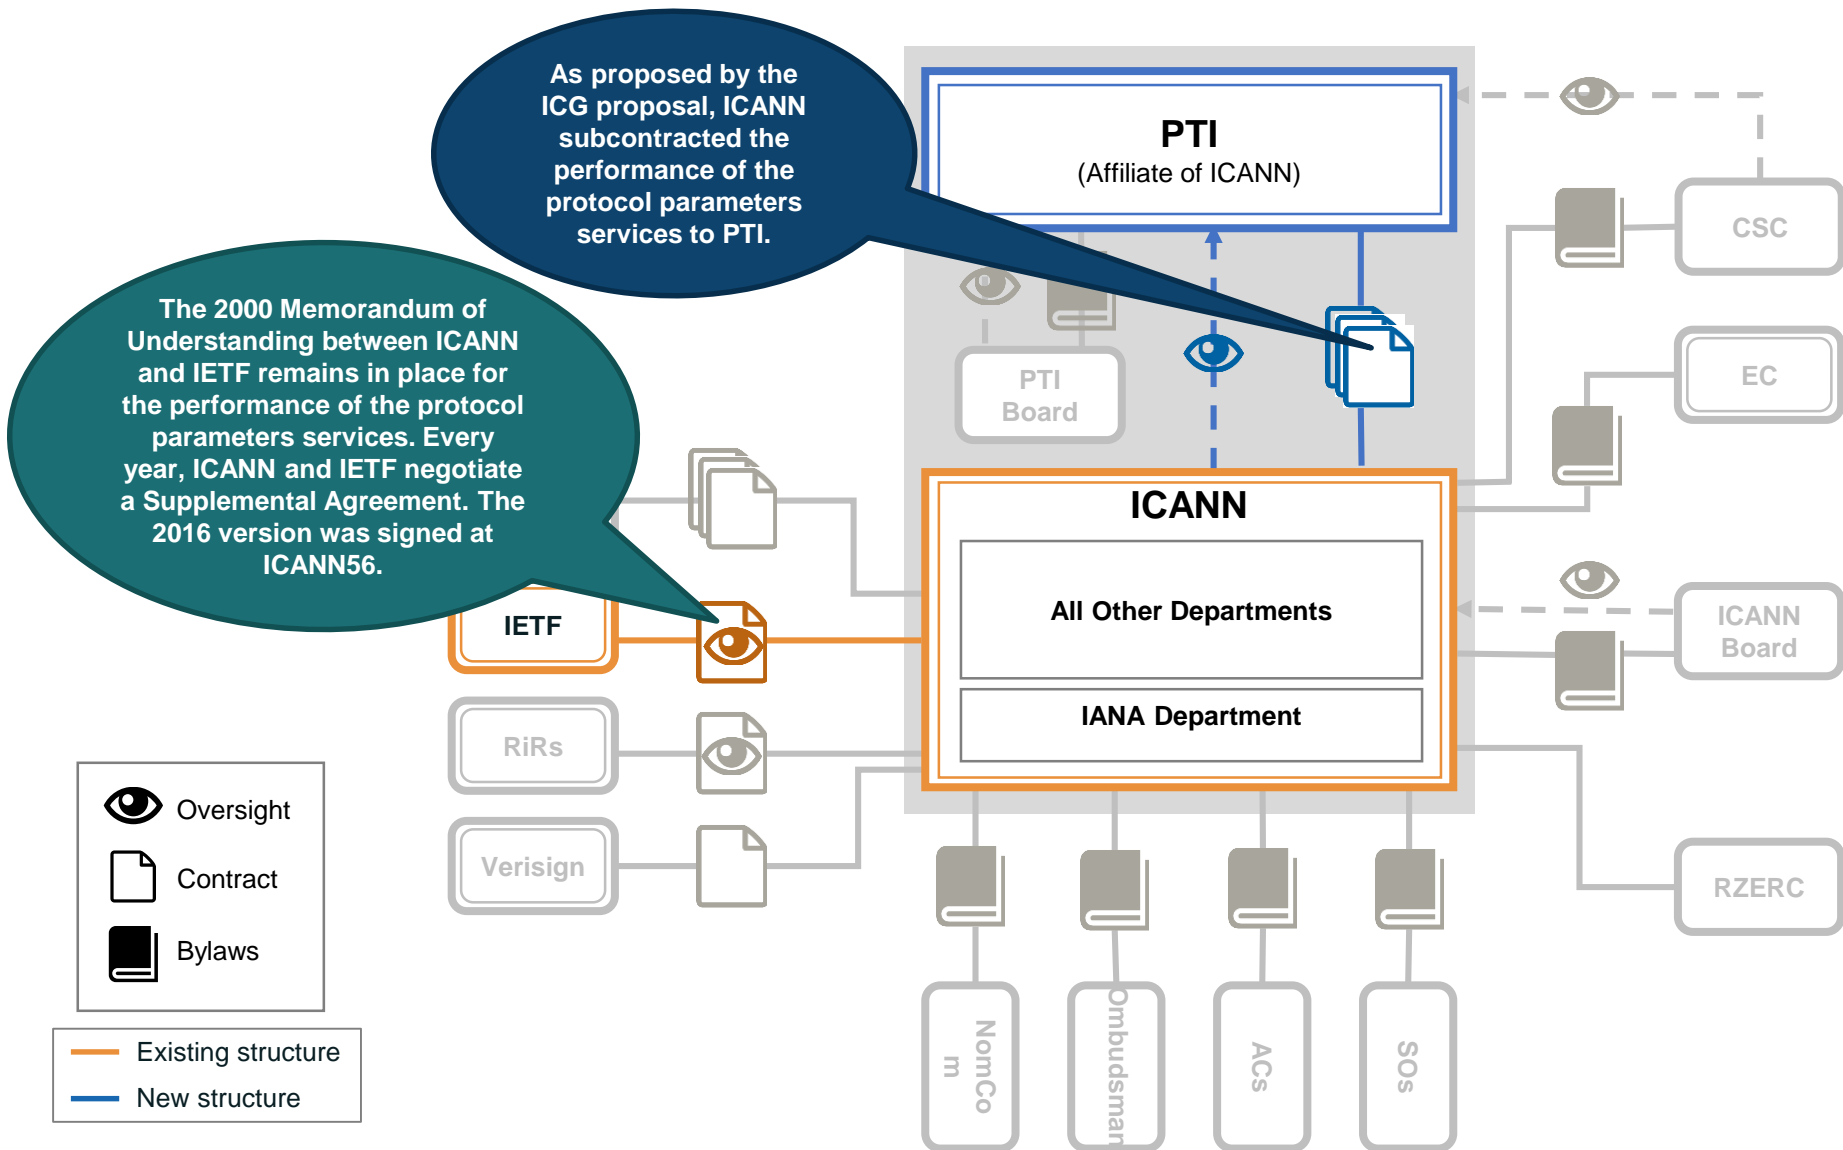 As proposed by the
ICG proposal, ICANN
subcontracted the
performance of the
protocol parameters
services to PTI.
PTI
(Affiliate of ICANN)
CSC
The 2000 Memorandum of
Understanding between ICANN
and IETF remains in place for
the performance of the protocol
parameters services. Every
year, ICANN and IETF negotiate
a Supplemental Agreement. The
2016 version was signed at
ICANN56.
PTI
Board
EC
ICANN
All Other Departments
IANA Department
IETF
ICANN
Board
RiRs
Verisign
RZERC
Oversight
Contract
Bylaws
Existing structure
New structure
NomCo
m
Ombudsman
ACs
SOs